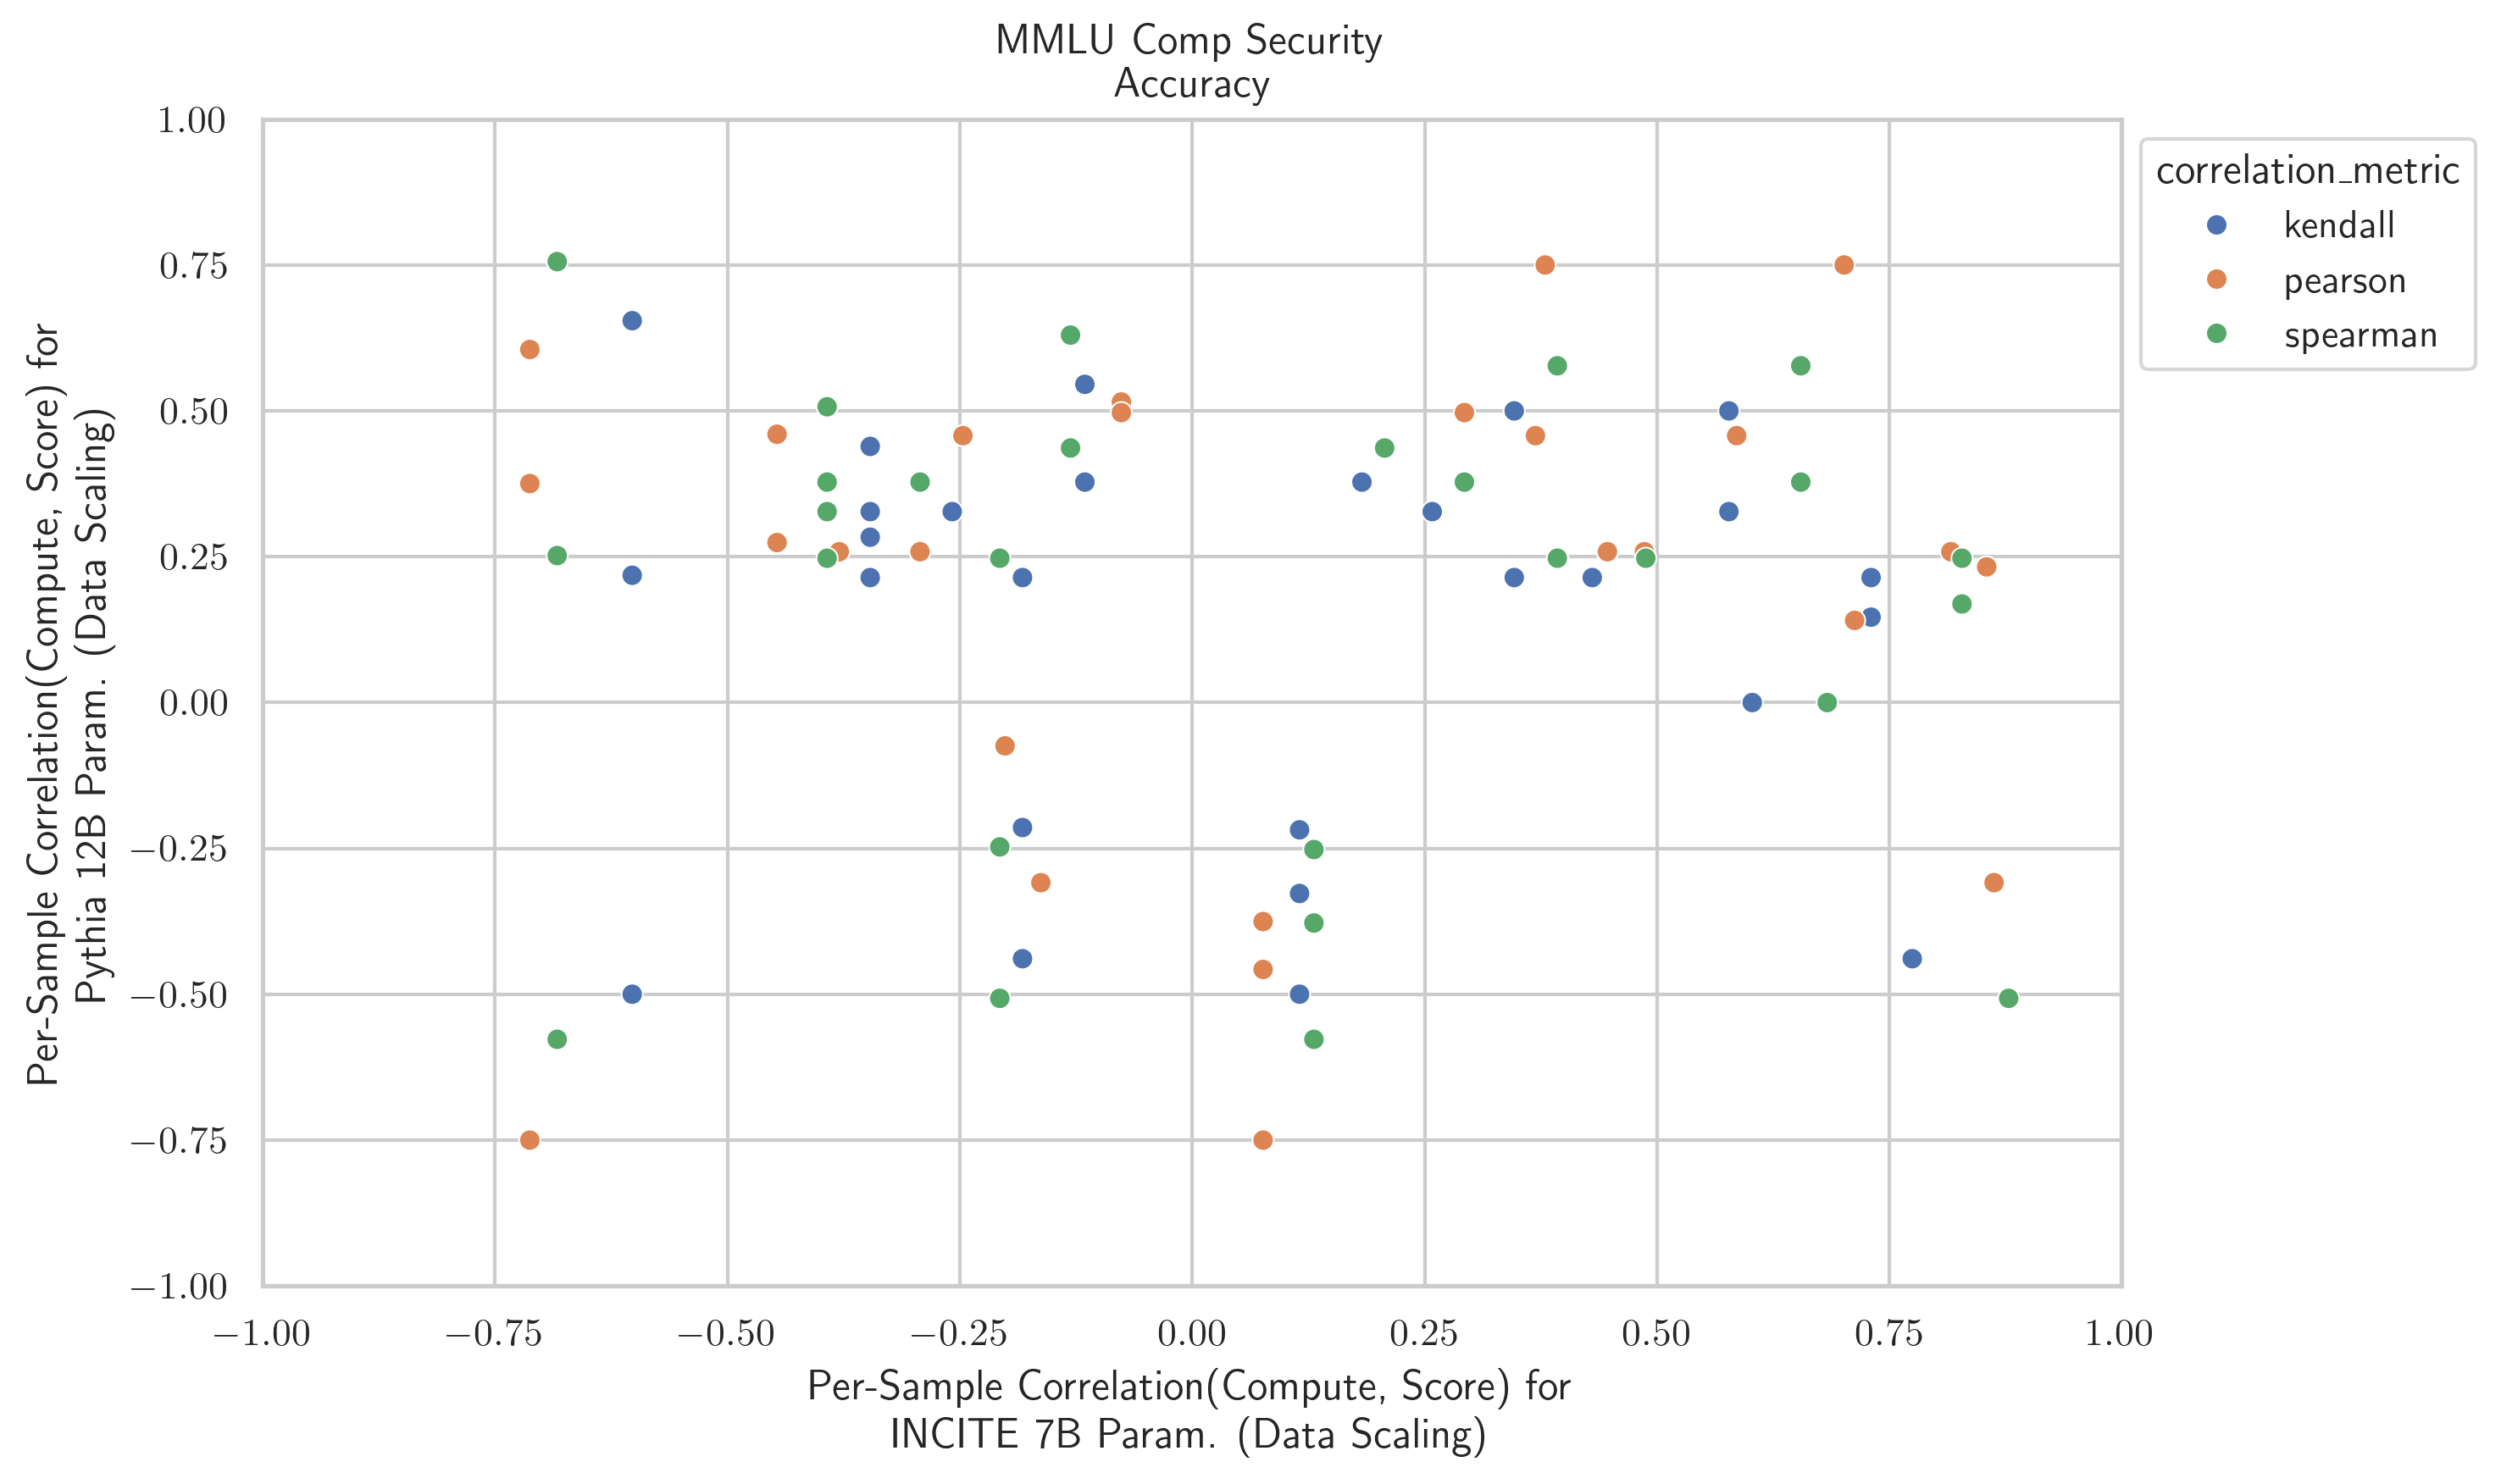 MMLU Comp Security
Accuracy
1.00
0.75
0.50
0.25
0.00
−0.25
−0.50
−0.75
−1.00
Per-Sample Correlation(Compute, Score) for
Pythia 12B Param. (Data Scaling)
−1.00
−0.75
−0.50
−0.25
0.00
0.25
0.50
0.75
1.00
Per-Sample Correlation(Compute, Score) for
INCITE 7B Param. (Data Scaling)
correlation_metric
kendall
pearson
spearman